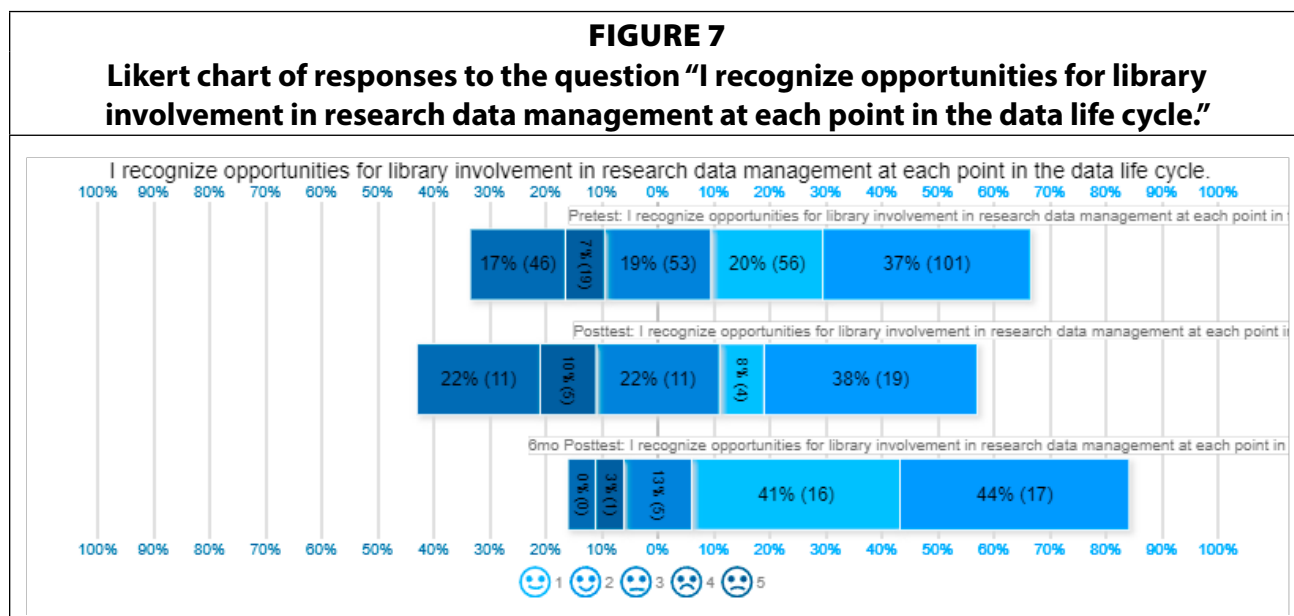 FIGURE 7
Likert chart of responses to the question “I recognize opportunities for library
involvement in research data management at each point in the data life cycle.”
I recognize opportunities for library involvement in research data management at each point in the data life cycle.
100% 90% 80% 70% 60% 50% 40% 30% 20% 10% 0% 10% 20% 30% 40% 50% 60% 70% 80% 90% 100%
Pretest: I recognize opportunities for library involvement in research data management at each point in
17% (46) 7% (19) 19% (53) 20% (56) 37% (101)
Posttest: I recognize opportunities for library involvement in research data management at each point in
22% (11) 10% (5) 22% (11) 8% (4) 38% (19)
6mo Posttest: I recognize opportunities for library involvement in research data management at each point in
0% (0) 3% (1) 13% (5) 41% (16) 44% (17)
100% 90% 80% 70% 60% 50% 40% 30% 20% 10% 0% 10% 20% 30% 40% 50% 60% 70% 80% 90% 100%
1 2 3 4 5